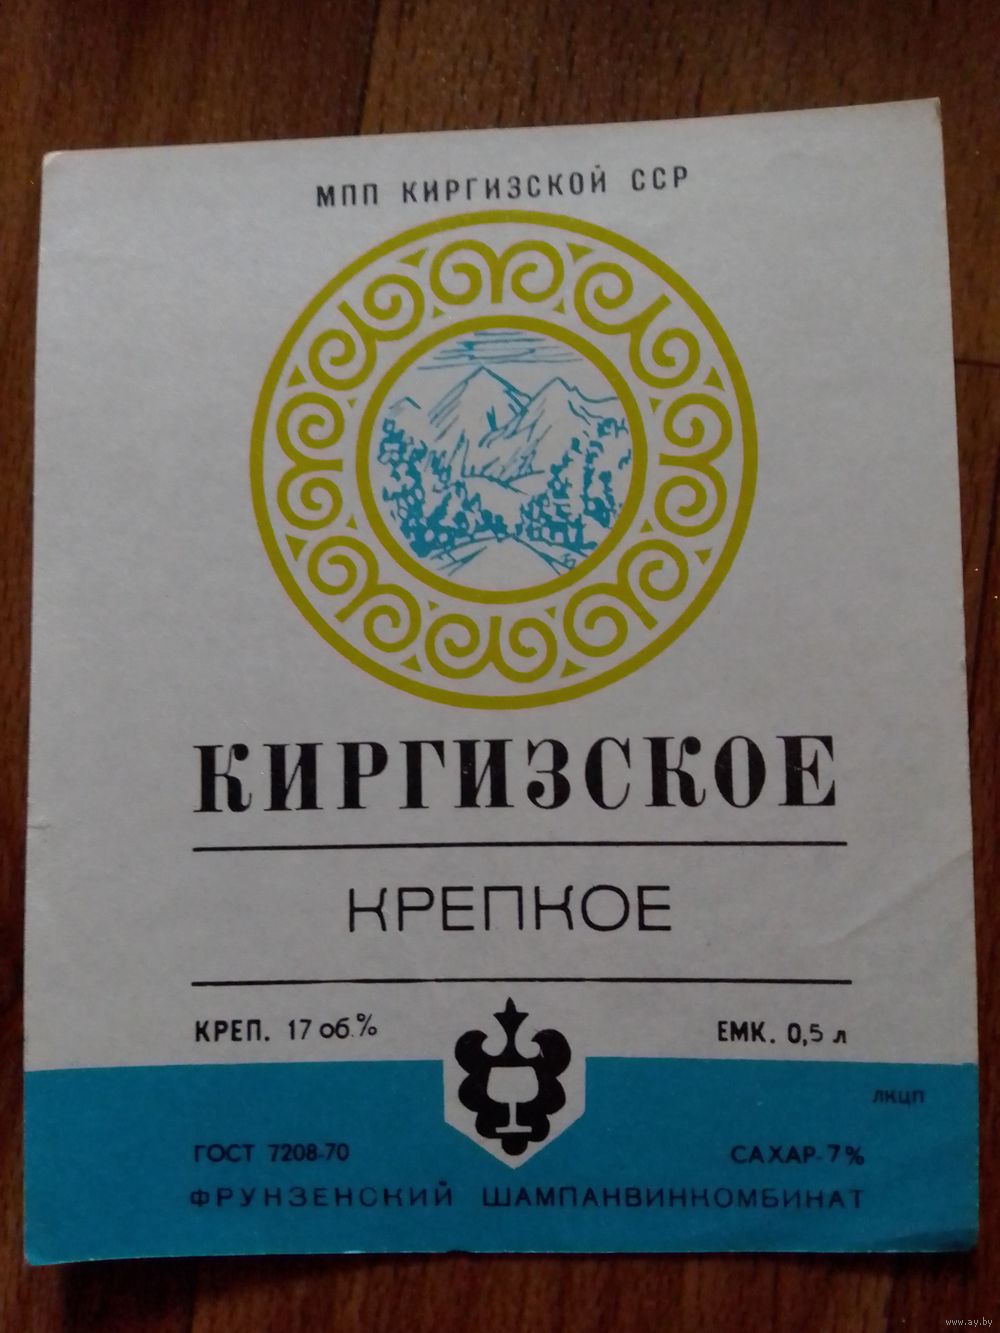 МПП КИРГИЗСКОЙ ССР
КИРГИЗСКОЕ
КРЕПКОЕ
КРЕП. 17 об.% ЕМК. 0,5 л
ЛКЦП
ГОСТ 7208-70 САХАР-7%
ФРУНЗЕНСКИЙ ШАМПАНВИНКОМБИНАТ
www.ay.by